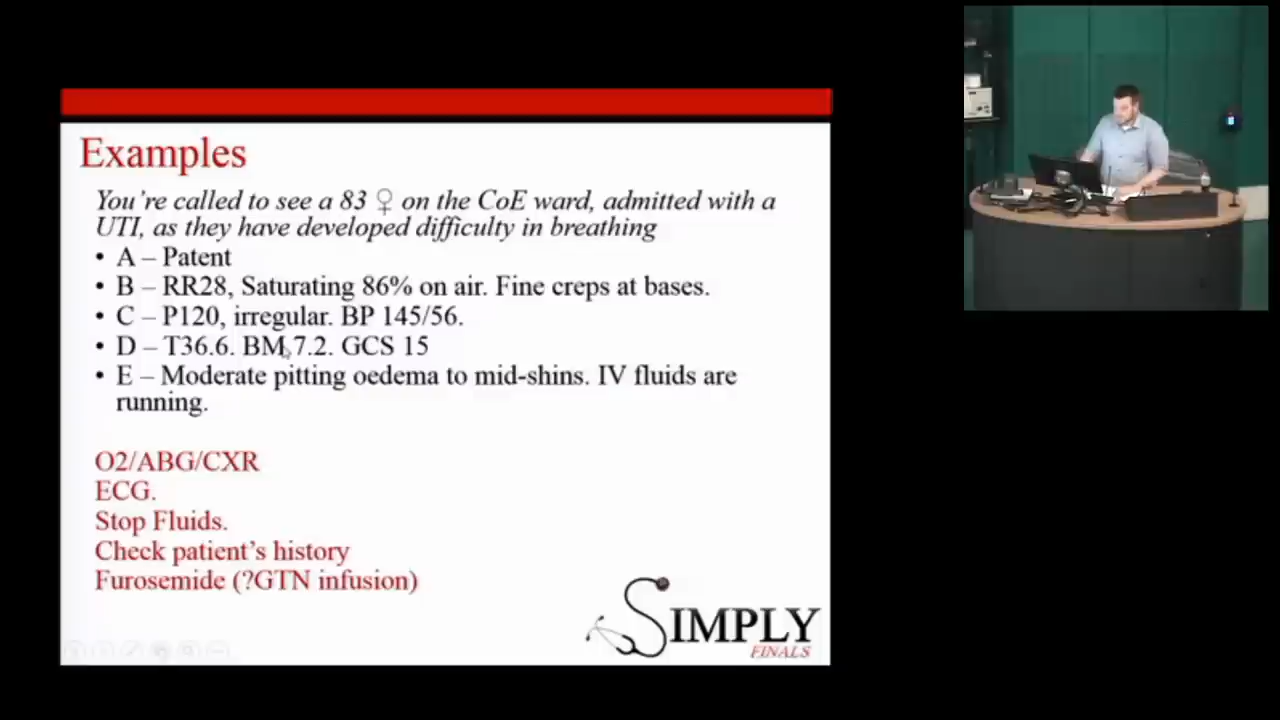 Examples
You're called to see a 83 ♀ on the CoE ward, admitted with a
UTI, as they have developed difficulty in breathing
• A – Patent
• B – RR28, Saturating 86% on air. Fine creps at bases.
• C – P120, irregular. BP 145/56.
• D – T36.6. BM 7.2. GCS 15
• E – Moderate pitting oedema to mid-shins. IV fluids are
running.
O2/ABG/CXR
ECG.
Stop Fluids.
Check patient's history
Furosemide (?GTN infusion)
SIMPLY
FINALS